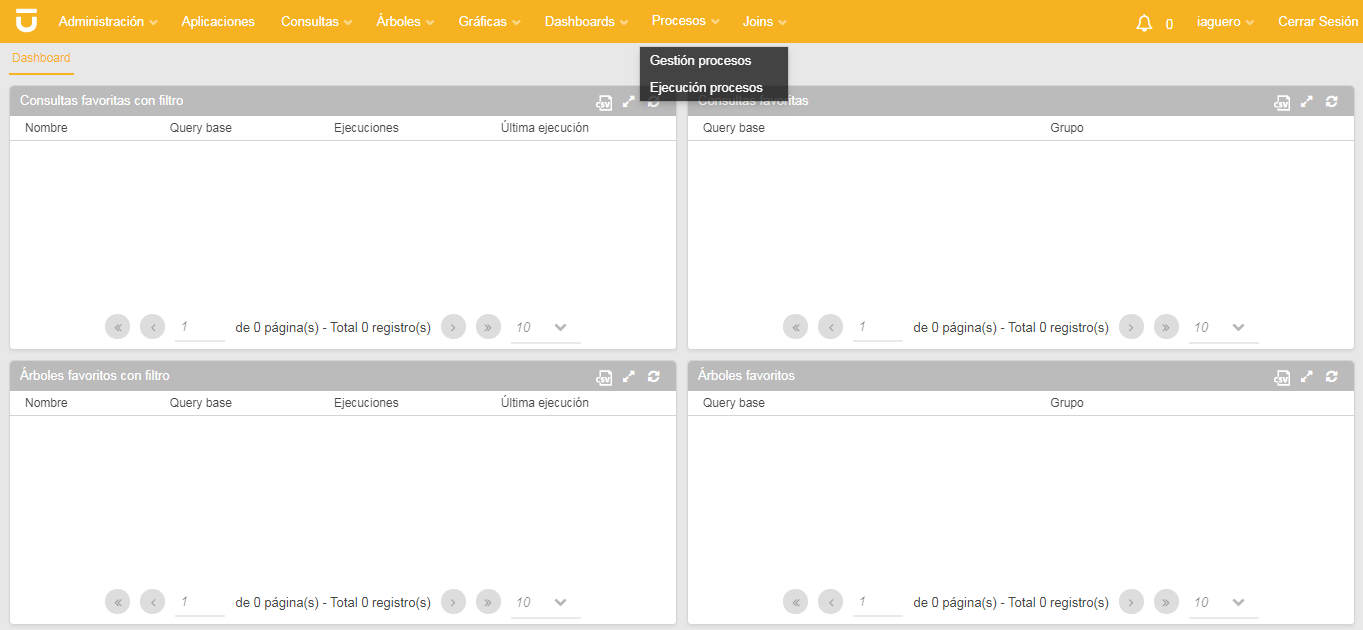 Administración Aplicaciones Consultas Árboles Gráficas Dashboards Procesos Joins 0 iaguero Cerrar Sesión
Dashboard
Gestión procesos
Ejecución procesos
Consultas favoritas con filtro CSV
Nombre Query base Ejecuciones Última ejecución
« ‹ 1 de 0 página(s) - Total 0 registro(s) › » 10
Consultas favoritas CSV
Query base Grupo
« ‹ 1 de 0 página(s) - Total 0 registro(s) › » 10
Árboles favoritos con filtro CSV
Nombre Query base Ejecuciones Última ejecución
« ‹ 1 de 0 página(s) - Total 0 registro(s) › » 10
Árboles favoritos CSV
Query base Grupo
« ‹ 1 de 0 página(s) - Total 0 registro(s) › » 10